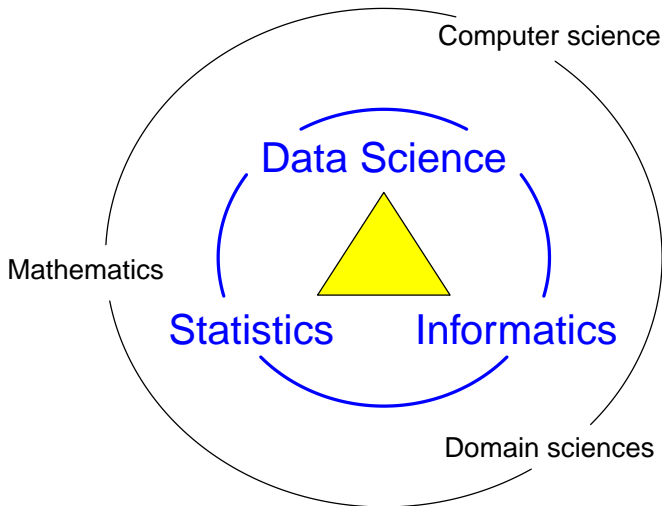 Computer science
Data Science
Mathematics
Statistics
Informatics
Domain sciences